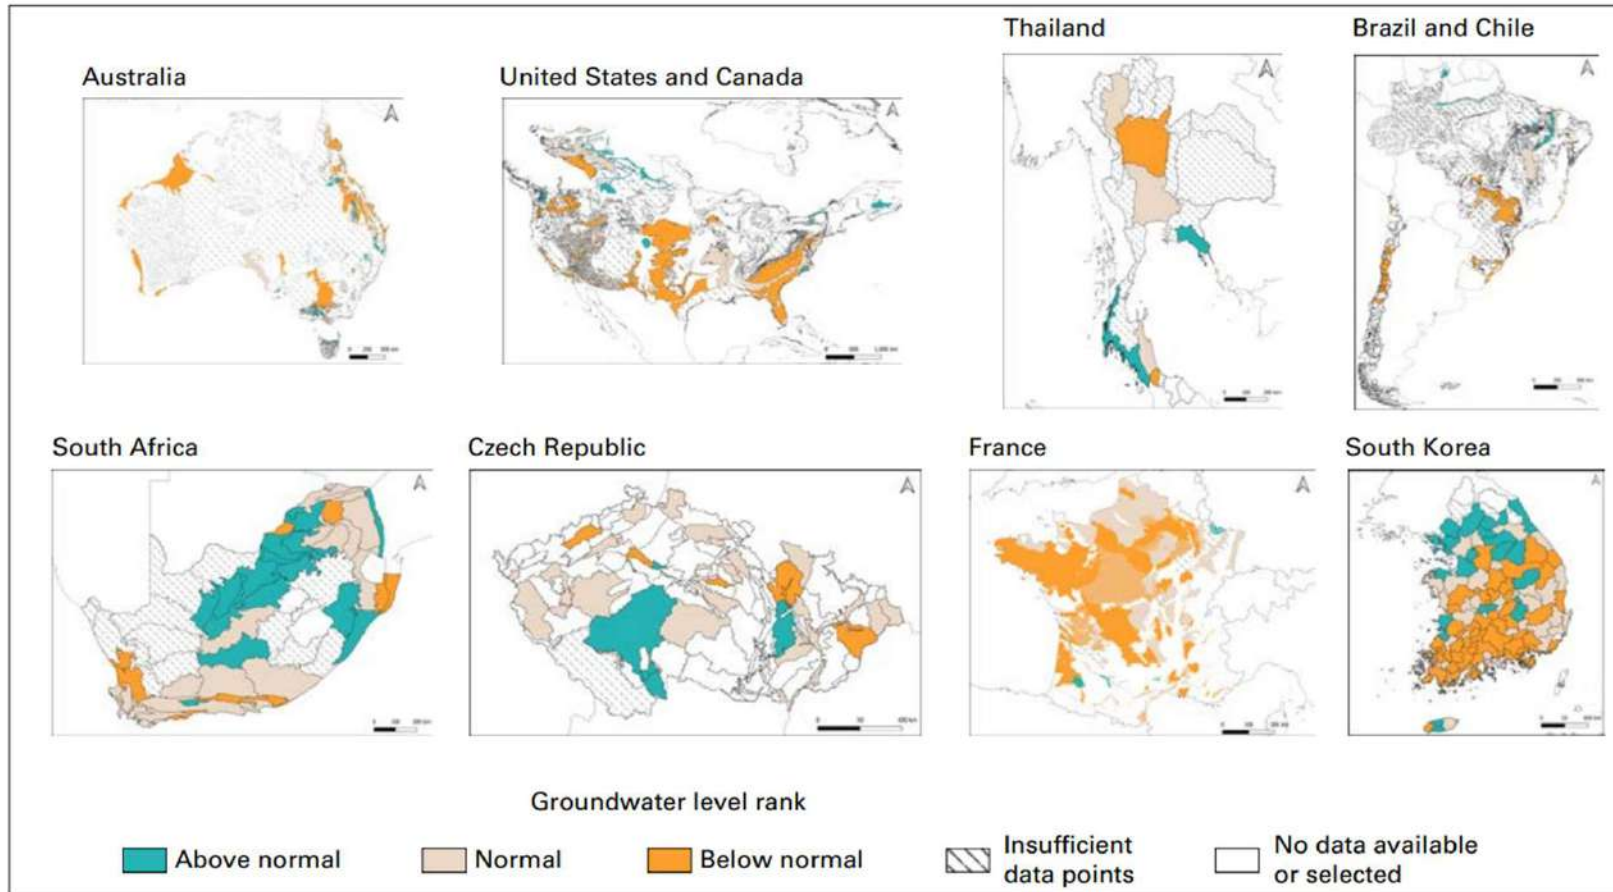 Thailand
Brazil and Chile
Australia
United States and Canada
South Africa
Czech Republic
France
South Korea
Groundwater level rank
Above normal
Normal
Below normal
Insufficient
data points
No data available
or selected